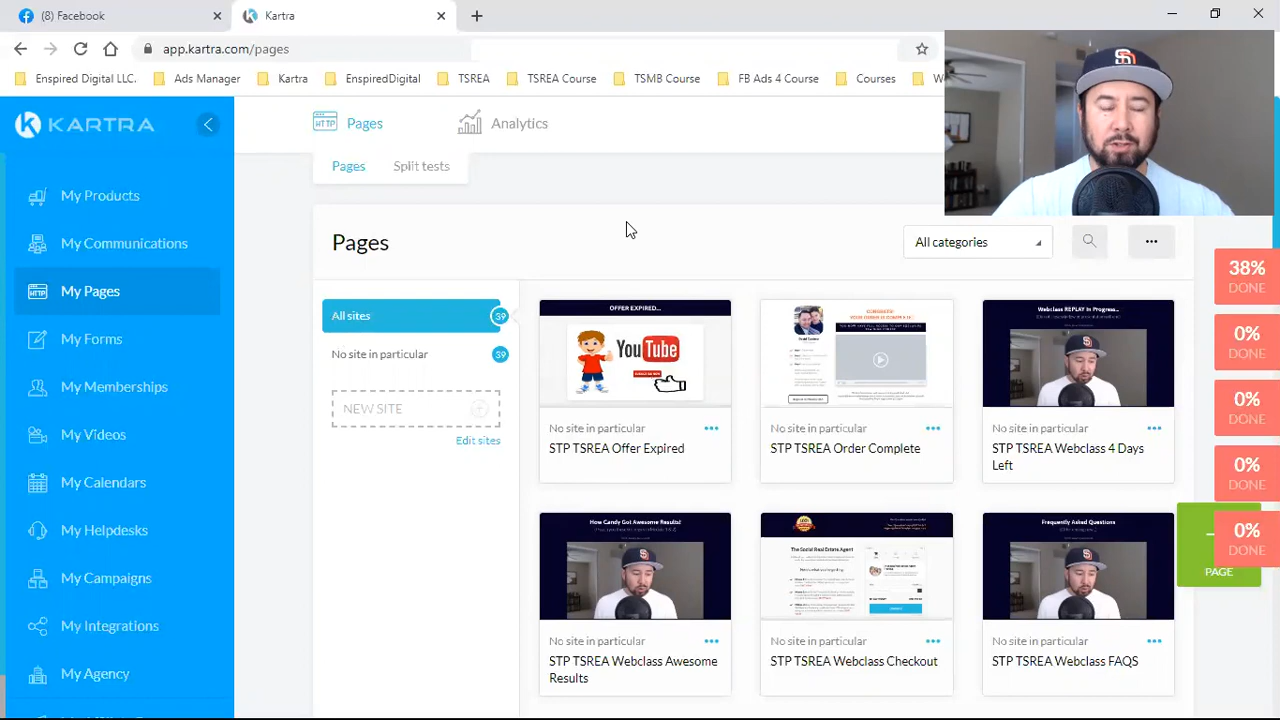 (8) Facebook
Kartra
app.kartra.com/pages
Enspired Digital LLC.
Ads Manager
Kartra
EnspiredDigital
TSREA
TSREA Course
TSMB Course
FB Ads 4 Course
Courses
KARTRA
Pages
Analytics
Pages
Split tests
My Products
My Communications
My Pages
My Forms
My Memberships
My Videos
My Calendars
My Helpdesks
My Campaigns
My Integrations
My Agency
Pages
All categories
All sites
39
No site in particular
39
NEW SITE
Edit sites
OFFER EXPIRED...
YouTube
No site in particular
STP TSREA Offer Expired
No site in particular
STP TSREA Order Complete
Webclass REPLAY In Progress...
No site in particular
STP TSREA Webclass 4 Days
Left
How Candy Got Awesome Results!
No site in particular
STP TSREA Webclass Awesome
Results
The Social Real Estate Agent
No site in particular
STP TSREA Webclass Checkout
Frequently Asked Questions
No site in particular
STP TSREA Webclass FAQS
38%
DONE
0%
DONE
0%
DONE
0%
DONE
0%
DONE
PAGE